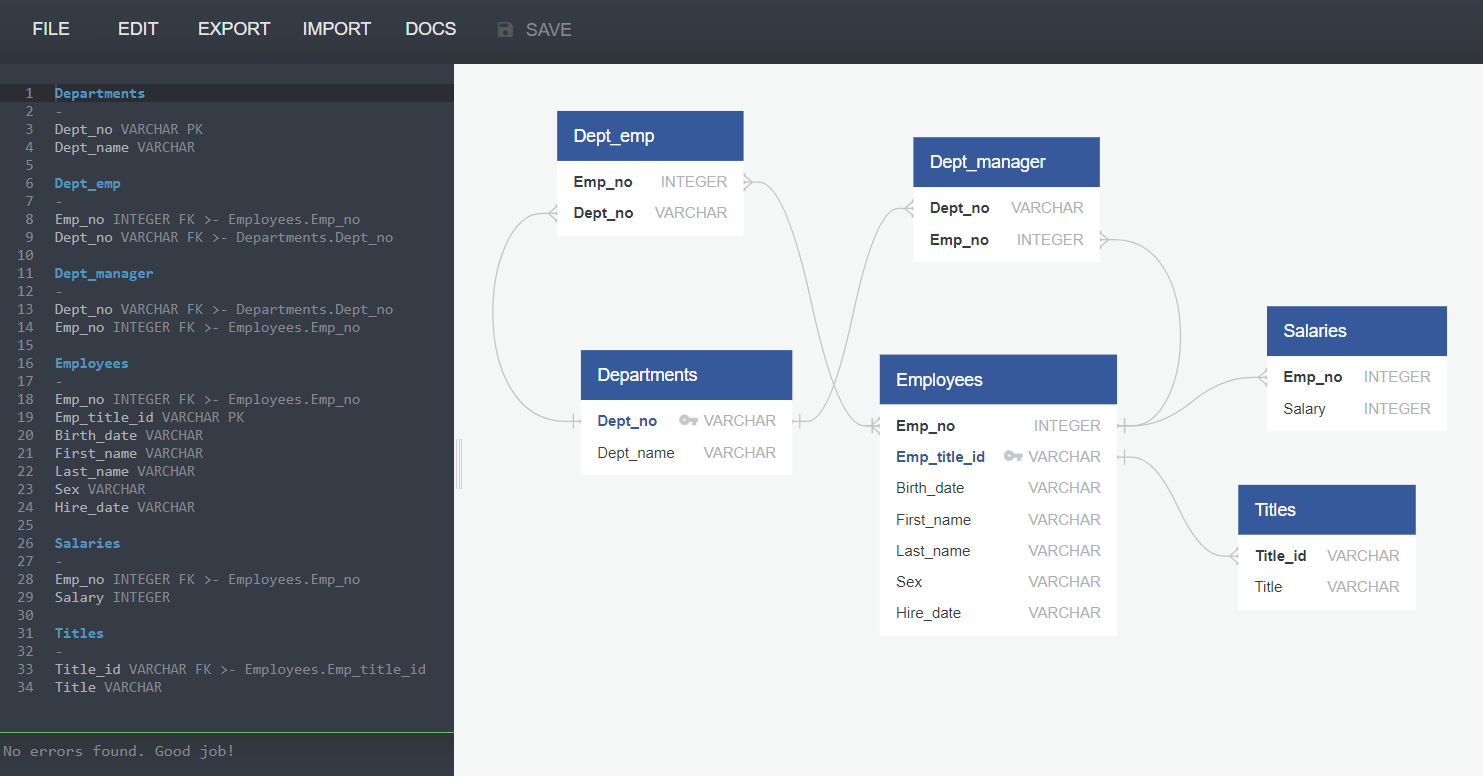 FILE EDIT EXPORT IMPORT DOCS SAVE
1 Departments
2 -
3 Dept_no VARCHAR PK
4 Dept_name VARCHAR
5
6 Dept_emp
7 -
8 Emp_no INTEGER FK >- Employees.Emp_no
9 Dept_no VARCHAR FK >- Departments.Dept_no
10
11 Dept_manager
12 -
13 Dept_no VARCHAR FK >- Departments.Dept_no
14 Emp_no INTEGER FK >- Employees.Emp_no
15
16 Employees
17 -
18 Emp_no INTEGER FK >- Employees.Emp_no
19 Emp_title_id VARCHAR PK
20 Birth_date VARCHAR
21 First_name VARCHAR
22 Last_name VARCHAR
23 Sex VARCHAR
24 Hire_date VARCHAR
25
26 Salaries
27 -
28 Emp_no INTEGER FK >- Employees.Emp_no
29 Salary INTEGER
30
31 Titles
32 -
33 Title_id VARCHAR FK >- Employees.Emp_title_id
34 Title VARCHAR
No errors found. Good job!
Dept_emp
Emp_no INTEGER
Dept_no VARCHAR
Dept_manager
Dept_no VARCHAR
Emp_no INTEGER
Departments
Dept_no VARCHAR
Dept_name VARCHAR
Employees
Emp_no INTEGER
Emp_title_id VARCHAR
Birth_date VARCHAR
First_name VARCHAR
Last_name VARCHAR
Sex VARCHAR
Hire_date VARCHAR
Salaries
Emp_no INTEGER
Salary INTEGER
Titles
Title_id VARCHAR
Title VARCHAR